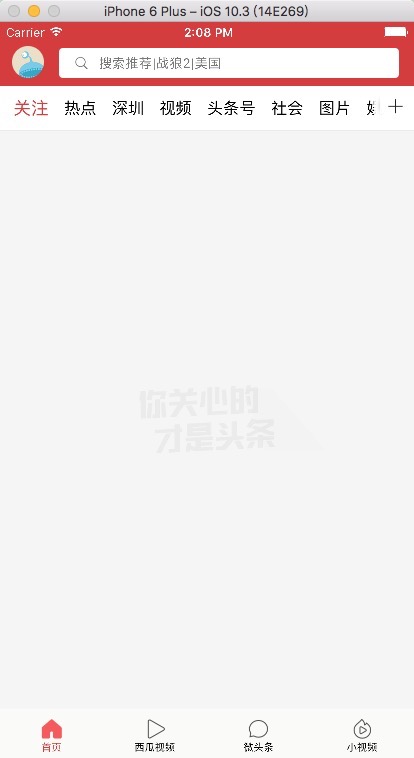 iPhone 6 Plus – iOS 10.3 (14E269)
Carrier 2:08 PM
搜索推荐|战狼2|美国
关注 热点 深圳 视频 头条号 社会 图片
你关心的
才是头条
首页 西瓜视频 微头条 小视频